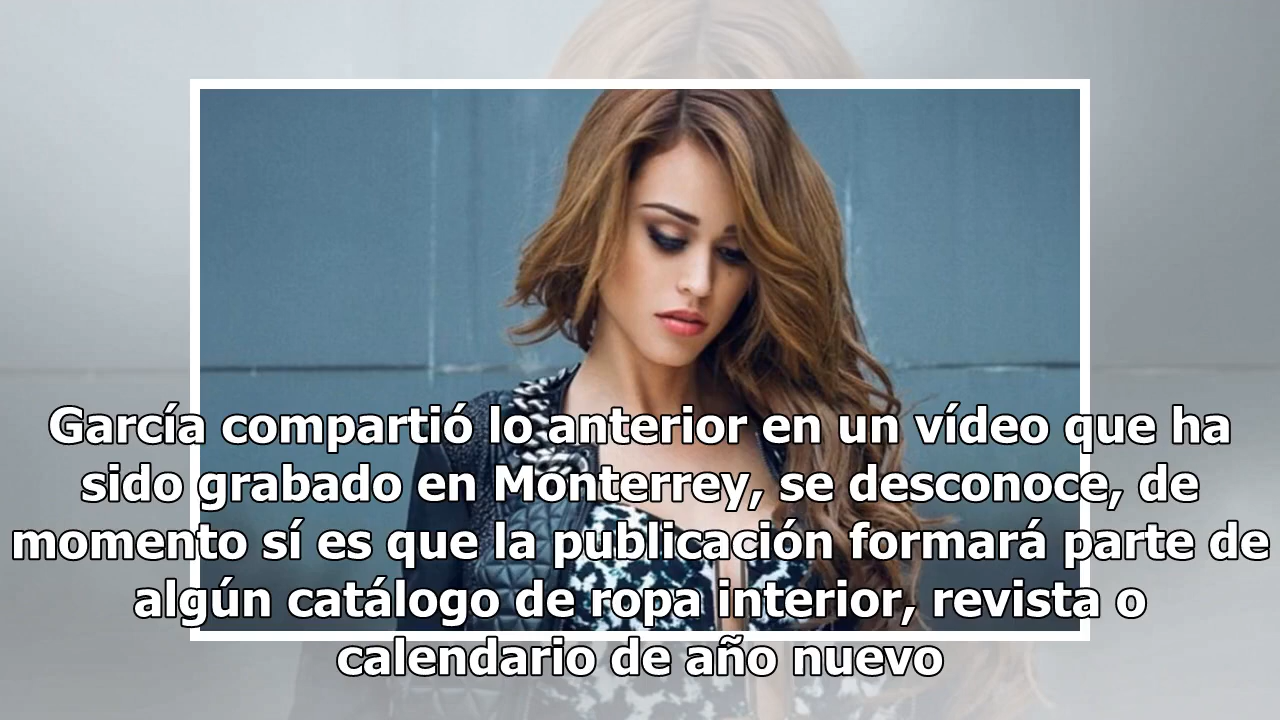 García compartió lo anterior en un vídeo que ha
sido grabado en Monterrey, se desconoce, de
momento sí es que la publicación formará parte de
algún catálogo de ropa interior, revista o
calendario de año nuevo